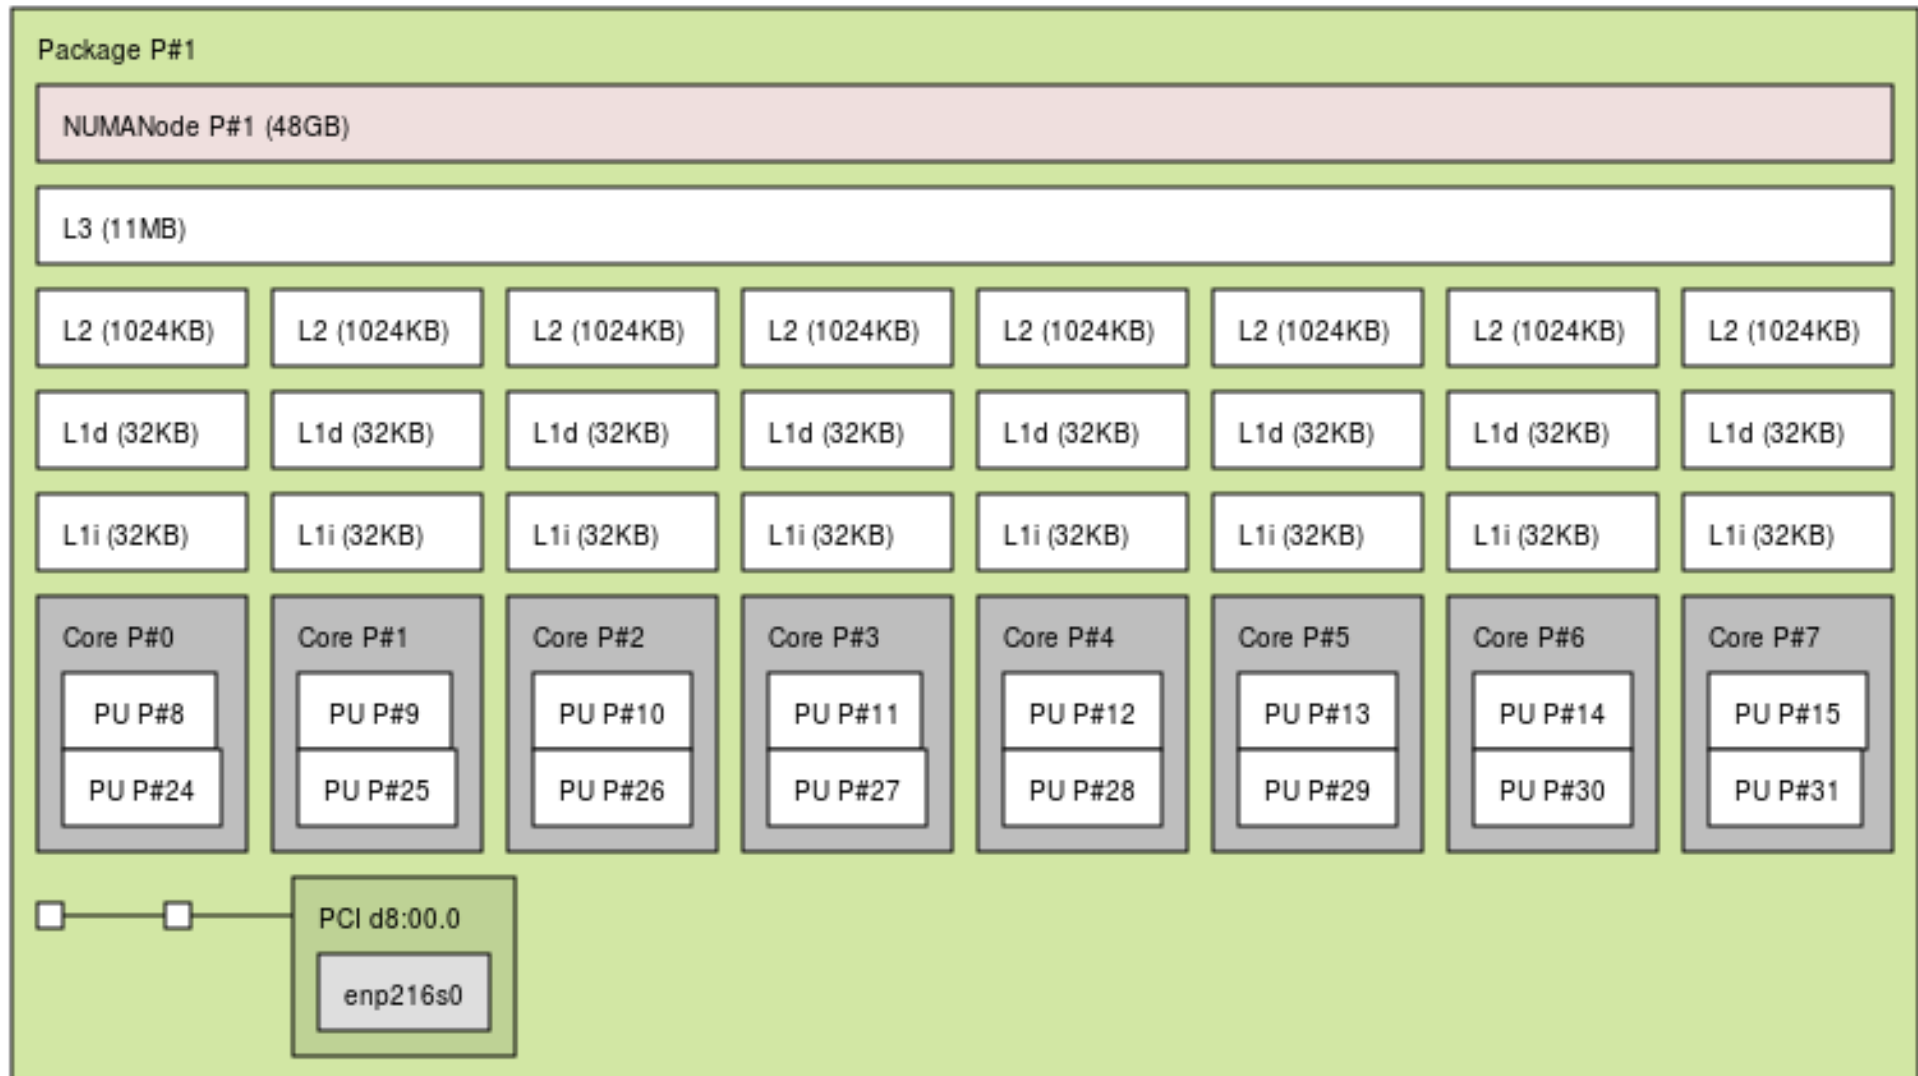 Package P#1
NUMANode P#1 (48GB)
L3 (11MB)
L2 (1024KB) L2 (1024KB) L2 (1024KB) L2 (1024KB) L2 (1024KB) L2 (1024KB) L2 (1024KB) L2 (1024KB)
L1d (32KB) L1d (32KB) L1d (32KB) L1d (32KB) L1d (32KB) L1d (32KB) L1d (32KB) L1d (32KB)
L1i (32KB) L1i (32KB) L1i (32KB) L1i (32KB) L1i (32KB) L1i (32KB) L1i (32KB) L1i (32KB)
Core P#0 Core P#1 Core P#2 Core P#3 Core P#4 Core P#5 Core P#6 Core P#7
PU P#8 PU P#9 PU P#10 PU P#11 PU P#12 PU P#13 PU P#14 PU P#15
PU P#24 PU P#25 PU P#26 PU P#27 PU P#28 PU P#29 PU P#30 PU P#31
PCI d8:00.0
enp216s0